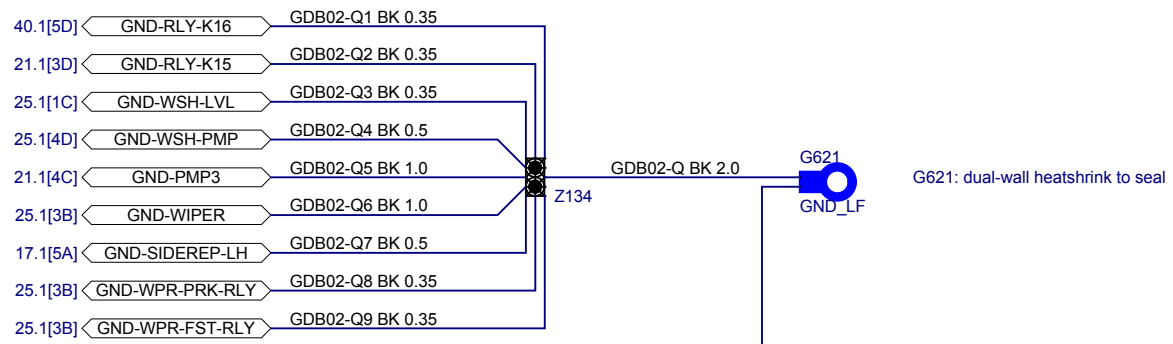 40.1[5D] GND-RLY-K16 GDB02-Q1 BK 0.35
21.1[3D] GND-RLY-K15 GDB02-Q2 BK 0.35
25.1[1C] GND-WSH-LVL GDB02-Q3 BK 0.35
25.1[4D] GND-WSH-PMP GDB02-Q4 BK 0.5
21.1[4C] GND-PMP3 GDB02-Q5 BK 1.0
25.1[3B] GND-WIPER GDB02-Q6 BK 1.0
17.1[5A] GND-SIDEREP-LH GDB02-Q7 BK 0.5
25.1[3B] GND-WPR-PRK-RLY GDB02-Q8 BK 0.35
25.1[3B] GND-WPR-FST-RLY GDB02-Q9 BK 0.35
Z134
GDB02-Q BK 2.0
G621
GND_LF
G621: dual-wall heatshrink to seal